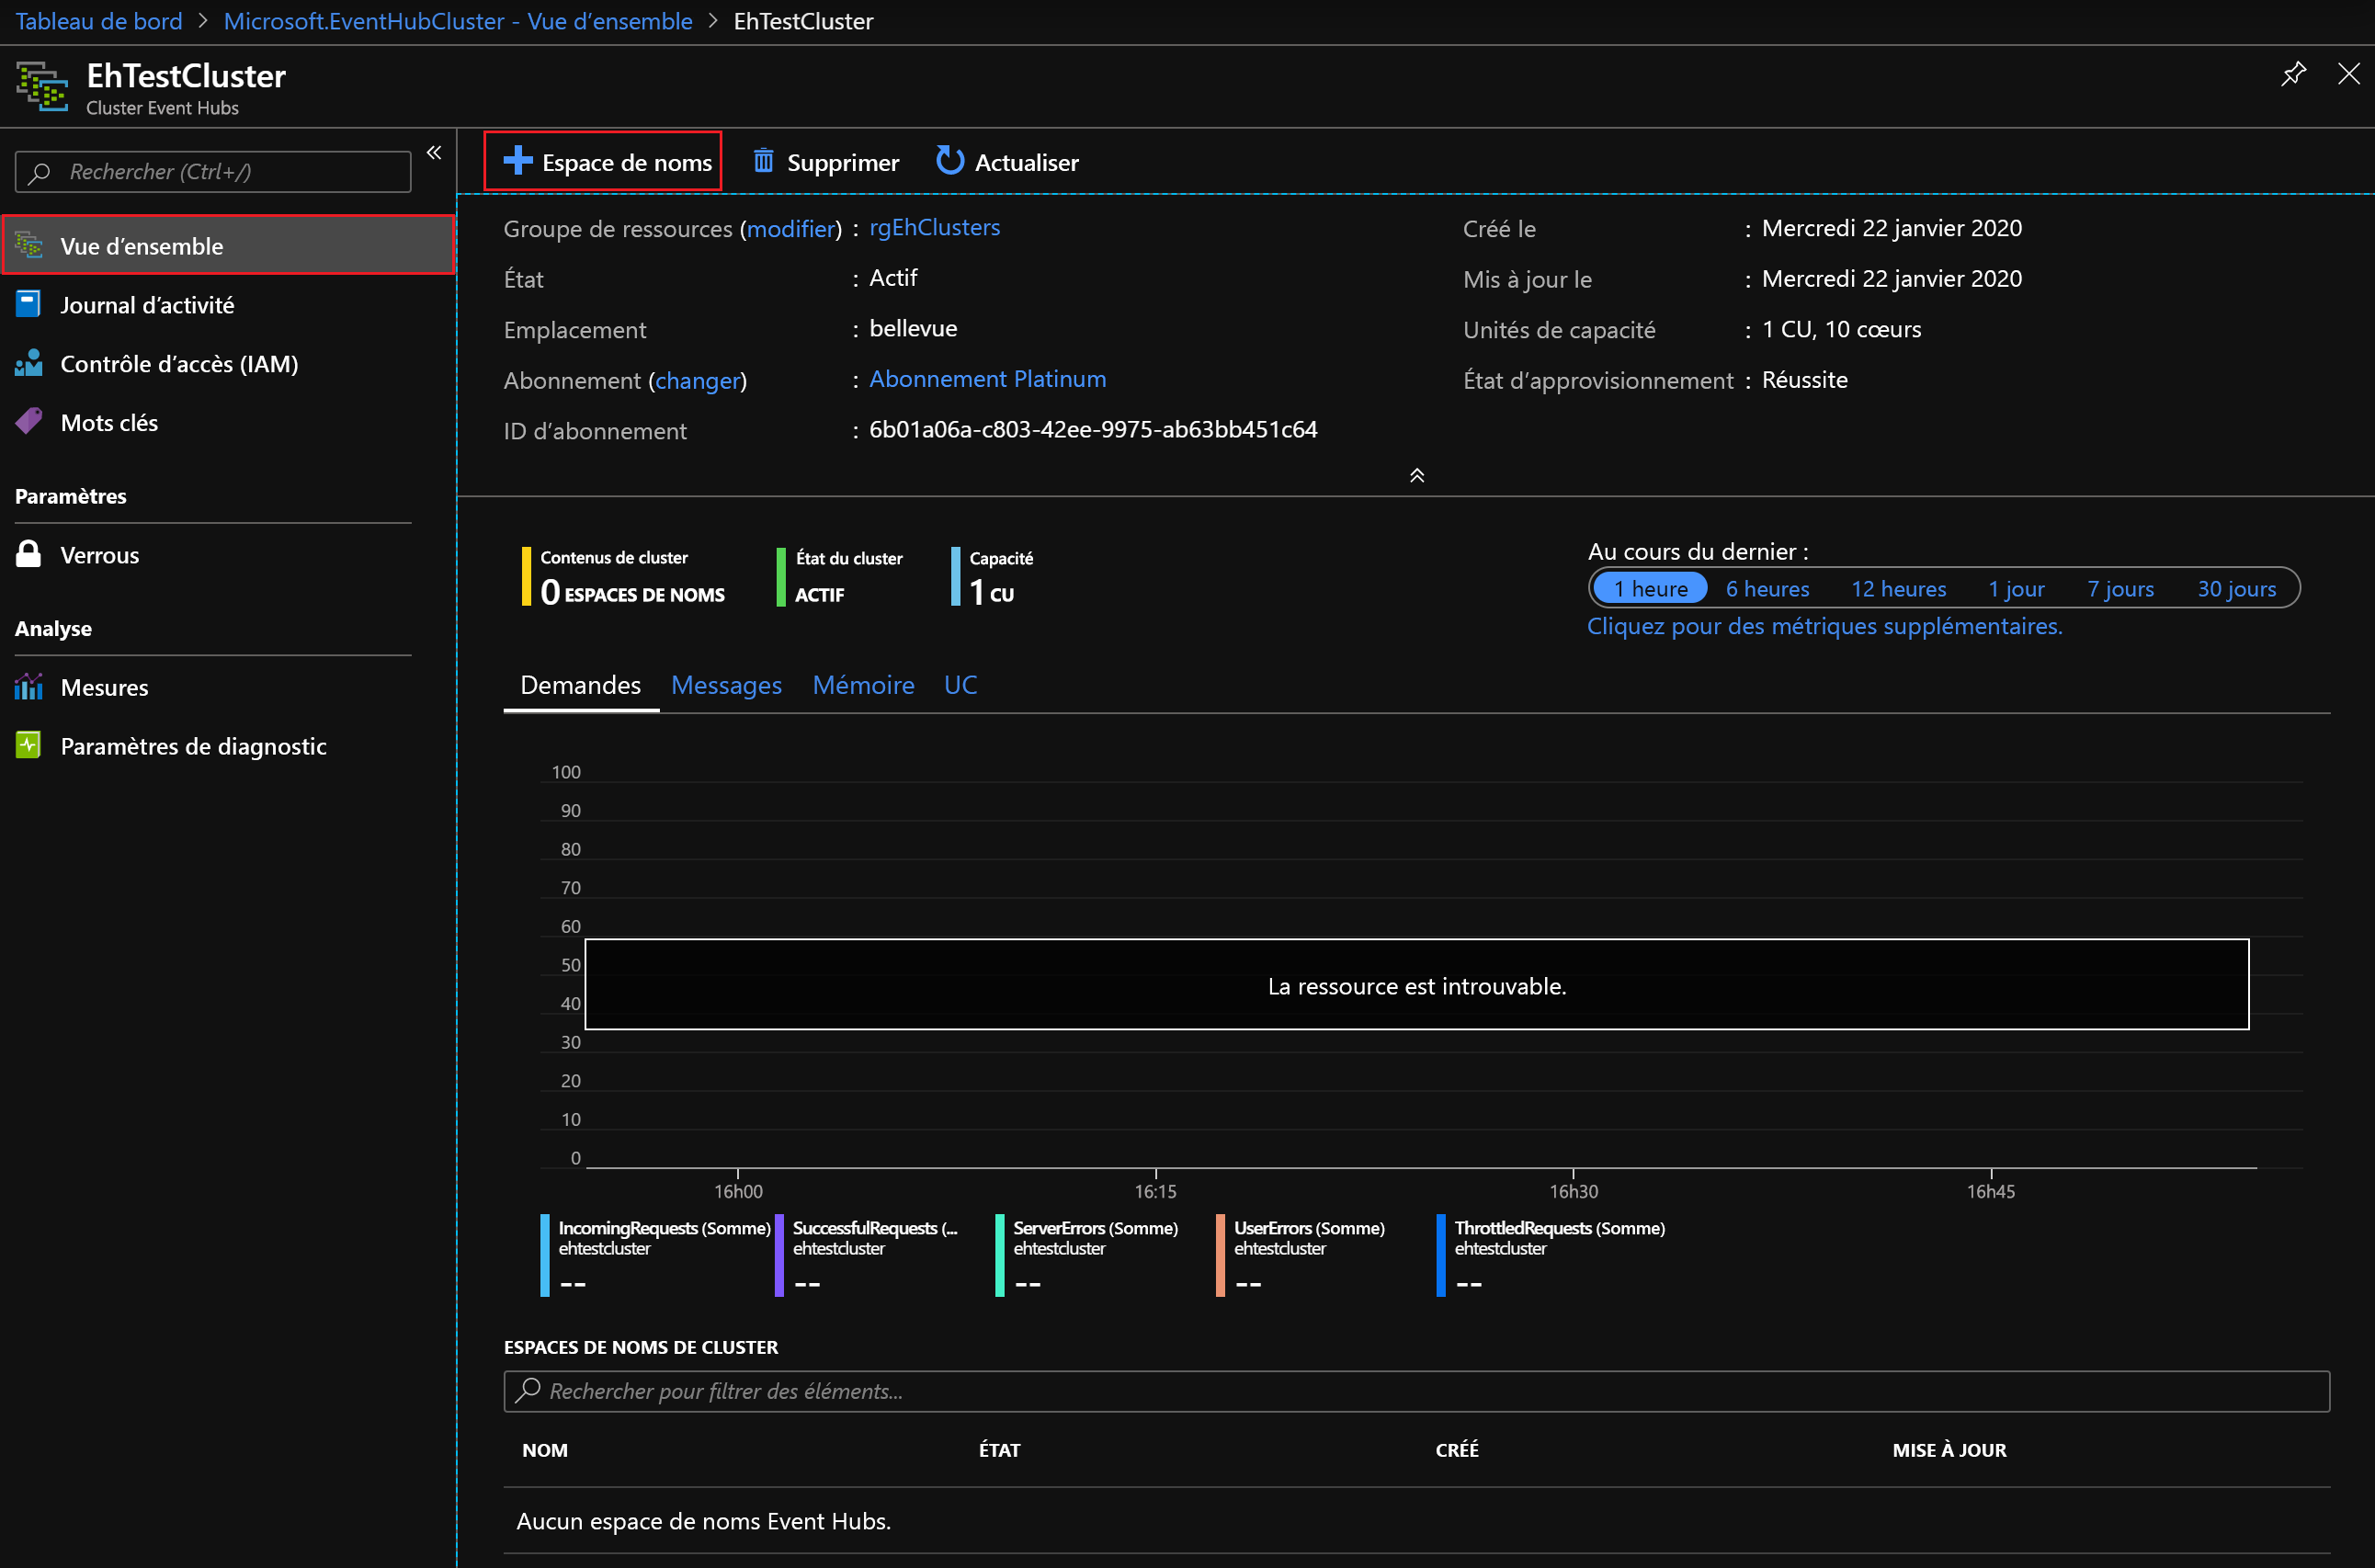 Tableau de bord > Microsoft.EventHubCluster - Vue d’ensemble > EhTestCluster
EhTestCluster
Cluster Event Hubs
Rechercher (Ctrl+/)
«
Vue d’ensemble
Journal d’activité
Contrôle d’accès (IAM)
Mots clés
Paramètres
Verrous
Analyse
Mesures
Paramètres de diagnostic
Espace de noms Supprimer Actualiser
Groupe de ressources (modifier) : rgEhClusters
État : Actif
Emplacement : bellevue
Abonnement (changer) : Abonnement Platinum
ID d’abonnement : 6b01a06a-c803-42ee-9975-ab63bb451c64
Créé le : Mercredi 22 janvier 2020
Mis à jour le : Mercredi 22 janvier 2020
Unités de capacité : 1 CU, 10 cœurs
État d’approvisionnement : Réussite
Contenus de cluster
0 ESPACES DE NOMS
État du cluster
ACTIF
Capacité
1 CU
Au cours du dernier :
1 heure 6 heures 12 heures 1 jour 7 jours 30 jours
Cliquez pour des métriques supplémentaires.
Demandes Messages Mémoire UC
100
90
80
70
60
50
40
30
20
10
0
La ressource est introuvable.
16h00 16:15 16h30 16h45
IncomingRequests (Somme)
ehtestcluster
--
SuccessfulRequests (...
ehtestcluster
--
ServerErrors (Somme)
ehtestcluster
--
UserErrors (Somme)
ehtestcluster
--
ThrottledRequests (Somme)
ehtestcluster
--
ESPACES DE NOMS DE CLUSTER
Rechercher pour filtrer des éléments...
NOM ÉTAT CRÉÉ MISE À JOUR
Aucun espace de noms Event Hubs.